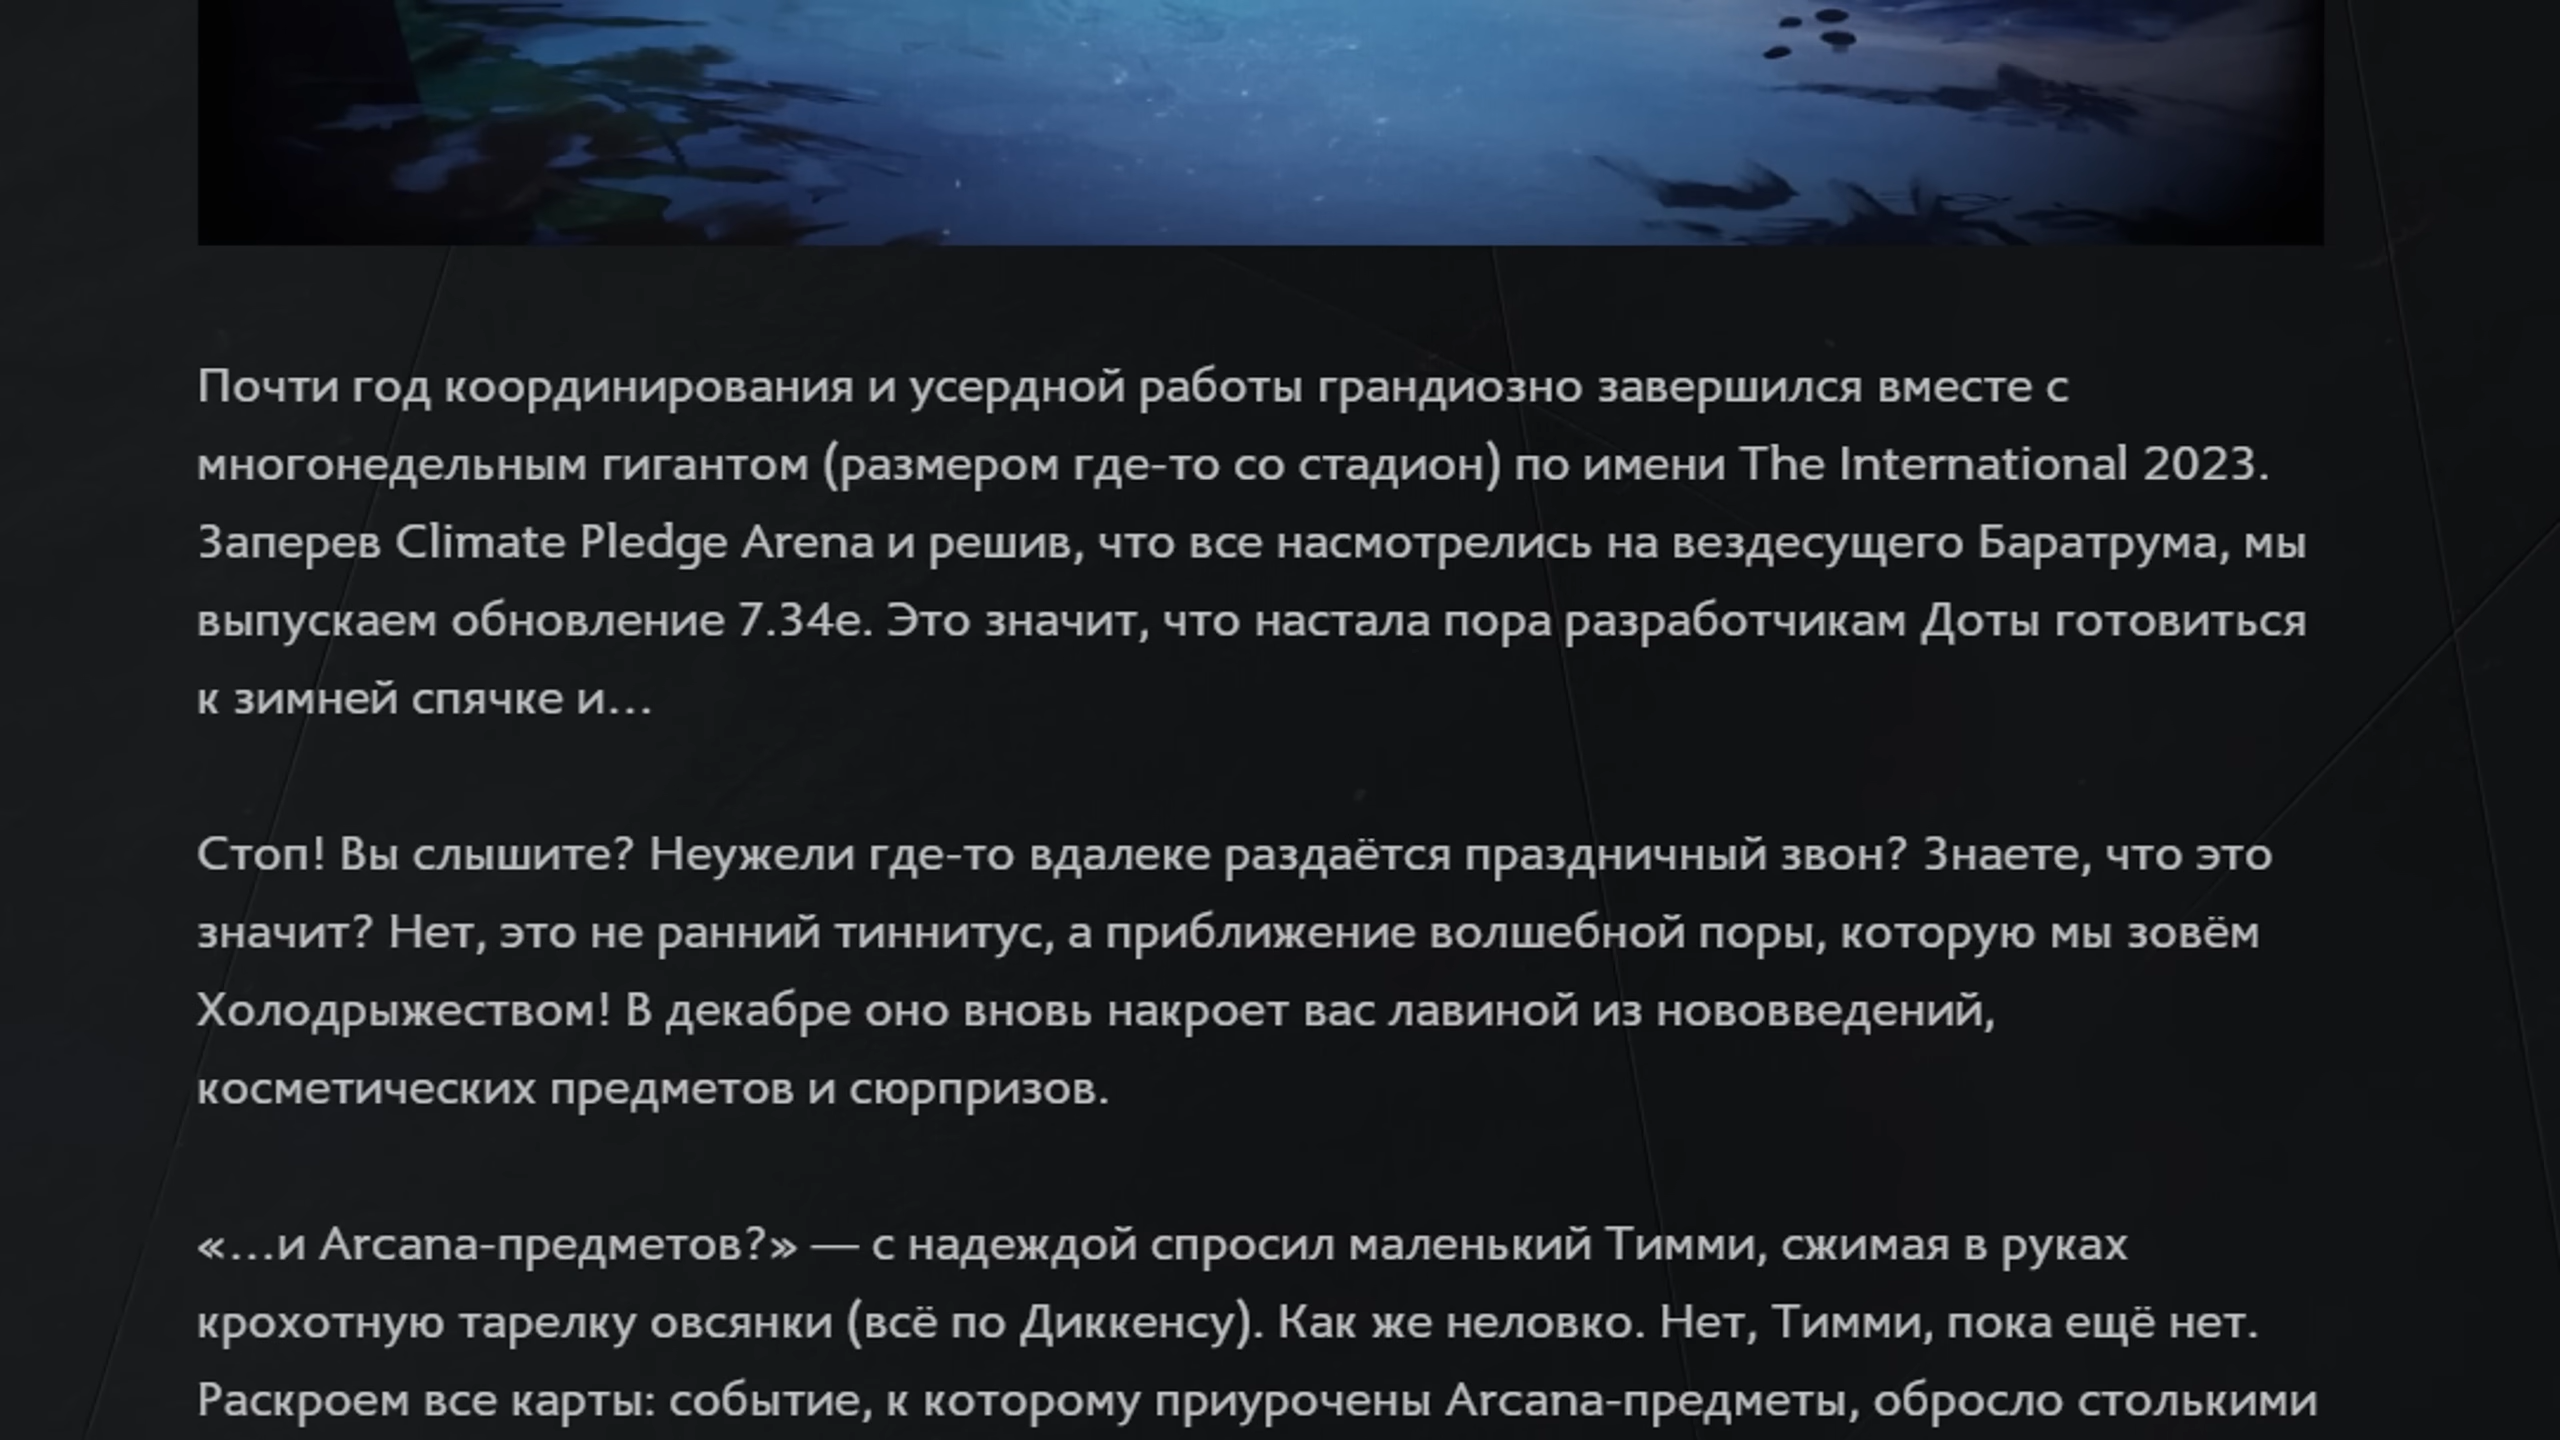 Почти год координирования и усердной работы грандиозно завершился вместе с
многонедельным гигантом (размером где-то со стадион) по имени The International 2023.
Заперев Climate Pledge Arena и решив, что все насмотрелись на вездесущего Баратрума, мы
выпускаем обновление 7.34e. Это значит, что настала пора разработчикам Доты готовиться
к зимней спячке и…
Стоп! Вы слышите? Неужели где-то вдалеке раздаётся праздничный звон? Знаете, что это
значит? Нет, это не ранний тиннитус, а приближение волшебной поры, которую мы зовём
Холодрыжеством! В декабре оно вновь накроет вас лавиной из нововведений,
косметических предметов и сюрпризов.
«…и Arcana-предметов?» — с надеждой спросил маленький Тимми, сжимая в руках
крохотную тарелку овсянки (всё по Диккенсу). Как же неловко. Нет, Тимми, пока ещё нет.
Раскроем все карты: событие, к которому приурочены Arcana-предметы, обросло столькими